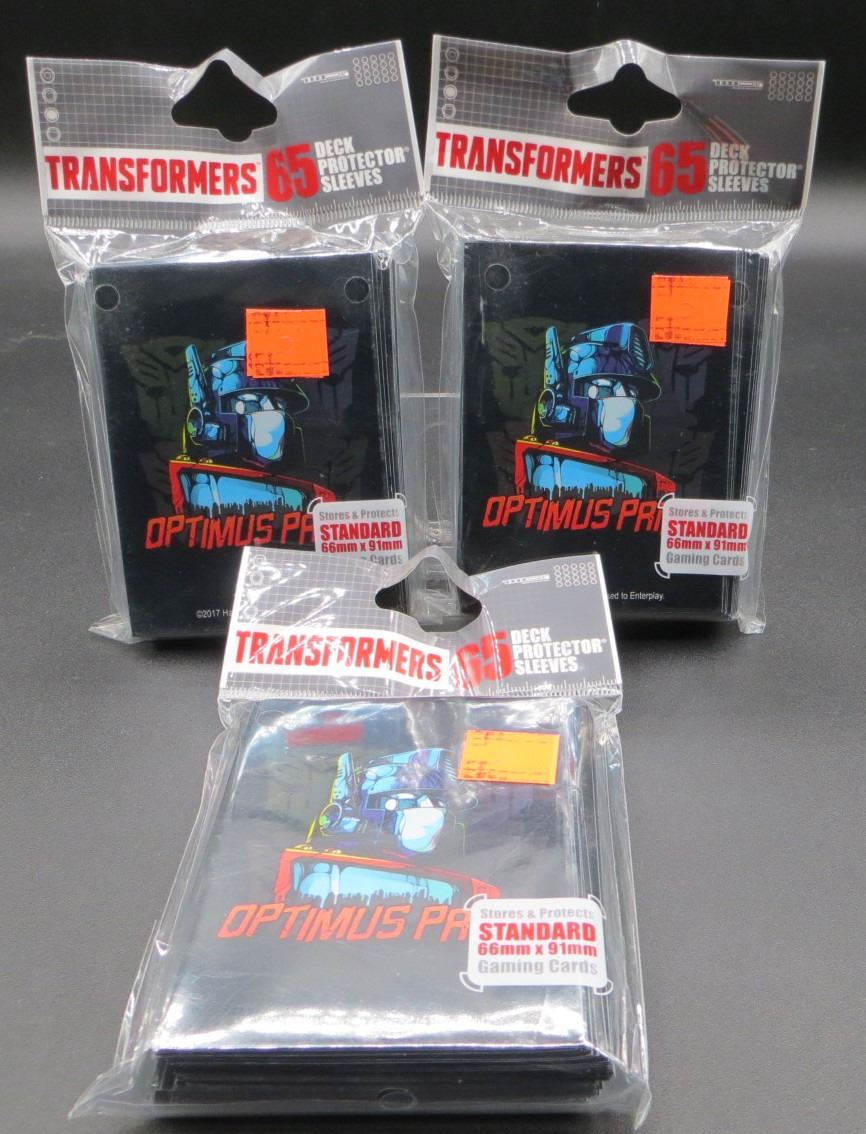 TRANSFORMERS™ 65 DECK
PROTECTOR®
SLEEVES
OPTIMUS PR
Stores & Protects
STANDARD
66mm x 91mm
Gaming Cards
©2017 Ha
TRANSFORMERS 65 DECK
PROTECTOR®
SLEEVES
OPTIMUS PRI
Stores & Protects
STANDARD
66mm x 91mm
Gaming Cards
sed to Enterplay.
TRANSFORMERS 65 DECK
PROTECTOR®
SLEEVES
OPTIMUS PR
Stores & Protects
STANDARD
66mm x 91mm
Gaming Cards